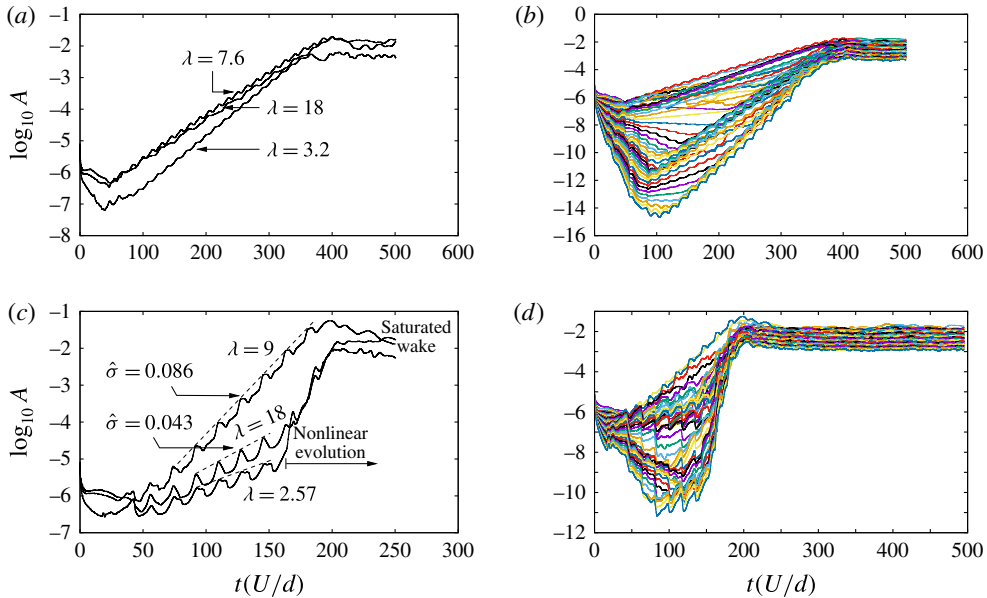 (a)
−1
−2
−3
−4
−5
−6
−7
−8
log10 A
λ = 7.6
λ = 18
λ = 3.2
0 100 200 300 400 500 600
(b)
0
−2
−4
−6
−8
−10
−12
−14
−16
0 100 200 300 400 500 600
(c)
−1
−2
−3
−4
−5
−6
−7
log10 A
Saturated
wake
λ = 9
σ̂ = 0.086
σ̂ = 0.043
λ = 18
Nonlinear
evolution
λ = 2.57
0 50 100 150 200 250 300
t(U/d)
(d)
−2
−4
−6
−8
−10
−12
0 100 200 300 400 500
t(U/d)